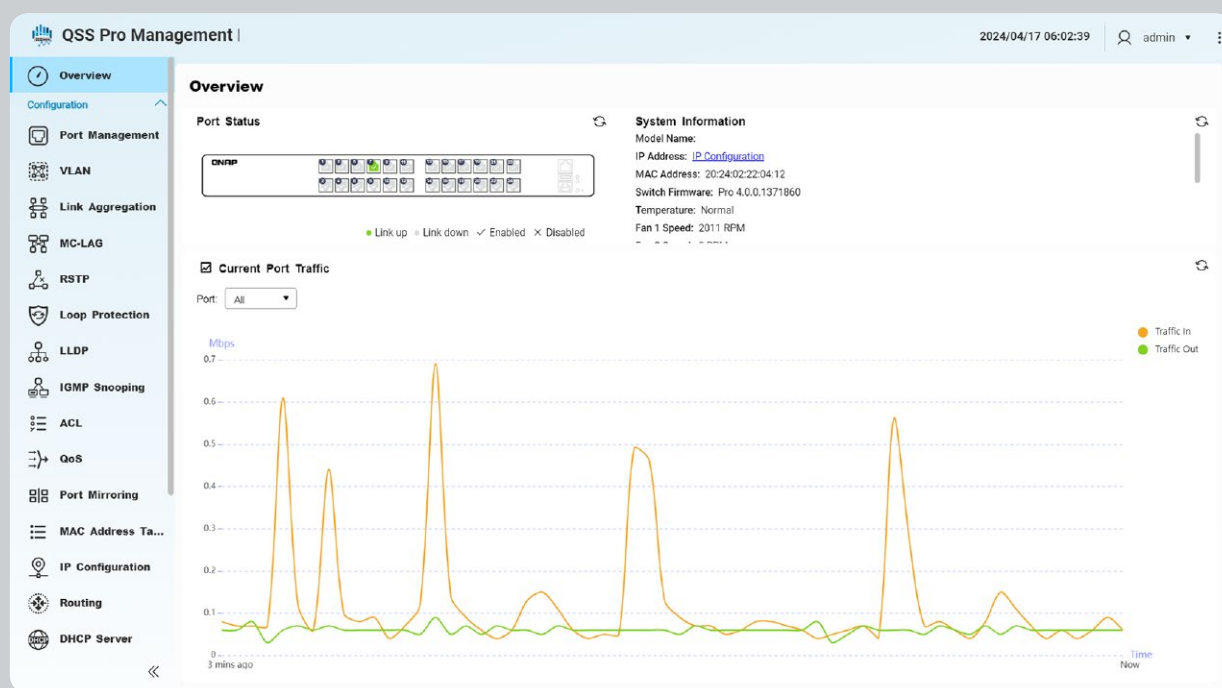 QSS Pro Management |
2024/04/17 06:02:39
admin
Overview
Configuration
Port Management
VLAN
Link Aggregation
MC-LAG
RSTP
Loop Protection
LLDP
IGMP Snooping
ACL
QoS
Port Mirroring
MAC Address Ta...
IP Configuration
Routing
DHCP Server
Overview
Port Status
QNAP
Link up Link down Enabled Disabled
System Information
Model Name:
IP Address: IP Configuration
MAC Address: 20:24:02:22:04:12
Switch Firmware: Pro 4.0.0.1371860
Temperature: Normal
Fan 1 Speed: 2011 RPM
Current Port Traffic
Port: All
Traffic In
Traffic Out
Mbps
0.7
0.6
0.5
0.4
0.3
0.2
0.1
0
3 mins ago
Time
Now